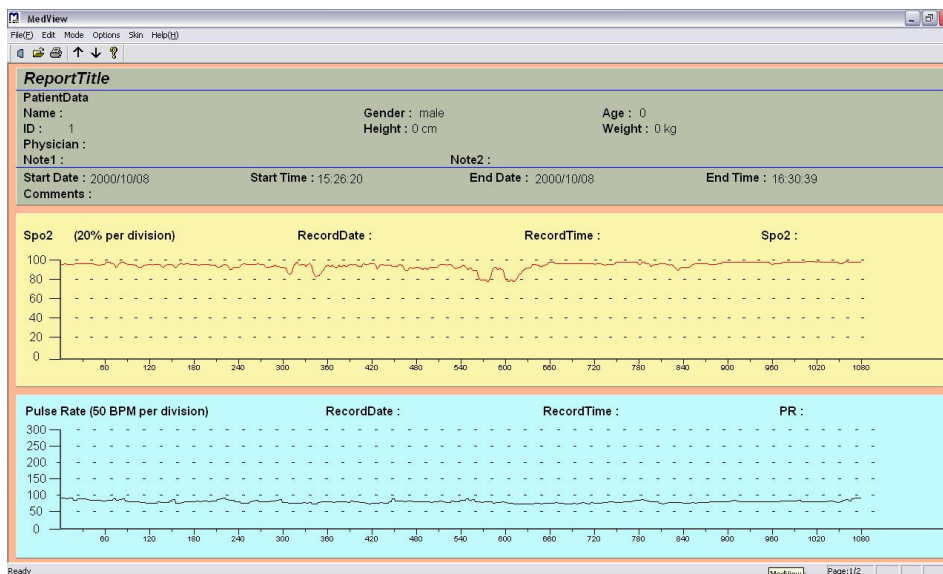 MedView
File(F) Edit Mode Options Skin Help(H)
ReportTitle
PatientData
Name : Gender : male Age : 0
ID : 1 Height : 0 cm Weight : 0 kg
Physician :
Note1 : Note2 :
Start Date : 2000/10/08 Start Time : 15:26:20 End Date : 2000/10/08 End Time : 16:30:39
Comments :
Spo2 (20% per division) RecordDate : RecordTime : Spo2 :
100
80
60
40
20
0
60 120 180 240 300 360 420 480 540 600 660 720 780 840 900 960 1020 1080
Pulse Rate (50 BPM per division) RecordDate : RecordTime : PR :
300
250
200
150
100
50
0
60 120 180 240 300 360 420 480 540 600 660 720 780 840 900 960 1020 1080
Ready MedView Page:1/2